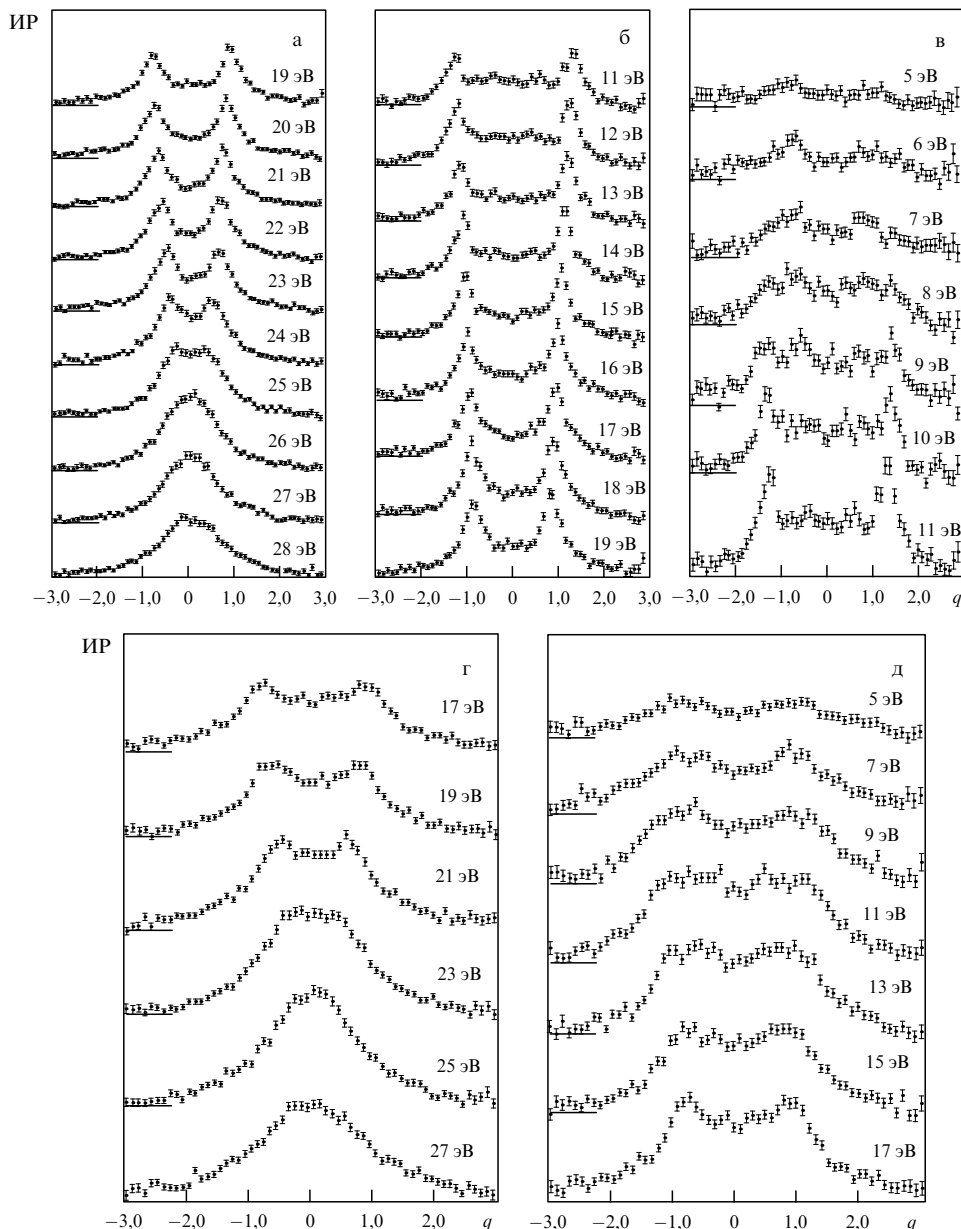 ИР
а
19 эВ
20 эВ
21 эВ
22 эВ
23 эВ
24 эВ
25 эВ
26 эВ
27 эВ
28 эВ
−3,0 −2,0 −1,0 0 1,0 2,0 3,0
б
11 эВ
12 эВ
13 эВ
14 эВ
15 эВ
16 эВ
17 эВ
18 эВ
19 эВ
−3,0 −2,0 −1,0 0 1,0 2,0 3,0
в
5 эВ
6 эВ
7 эВ
8 эВ
9 эВ
10 эВ
11 эВ
−3,0 −2,0 −1,0 0 1,0 2,0 q
ИР
г
17 эВ
19 эВ
21 эВ
23 эВ
25 эВ
27 эВ
−3,0 −2,0 −1,0 0 1,0 2,0 q
д
5 эВ
7 эВ
9 эВ
11 эВ
13 эВ
15 эВ
17 эВ
−3,0 −2,0 −1,0 0 1,0 2,0 q